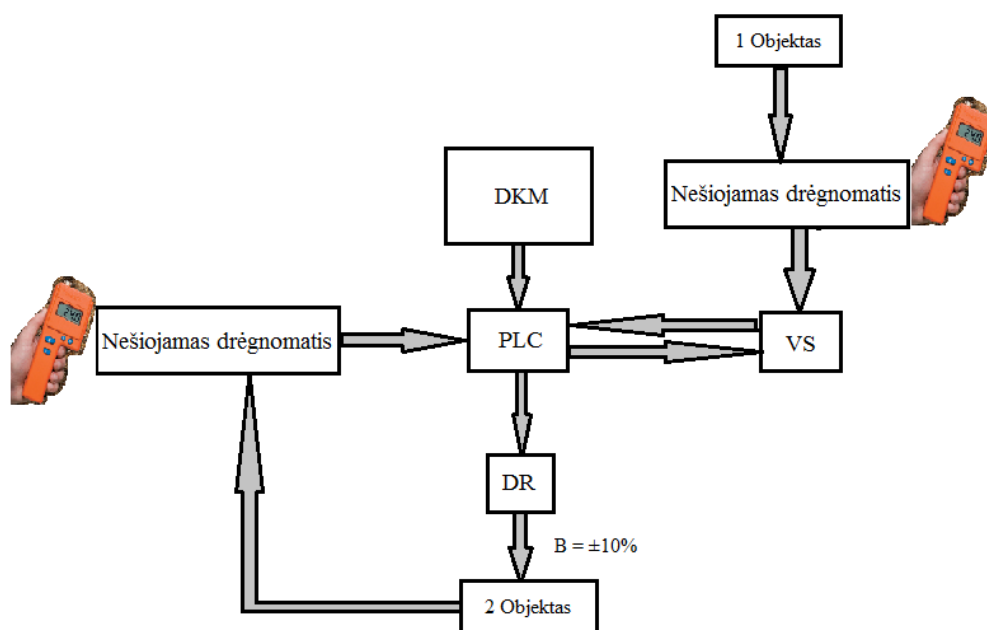 1 Objektas
Nešiojamas drėgnomatis
DKM
Nešiojamas drėgnomatis
PLC
VS
DR
B = ±10%
2 Objektas